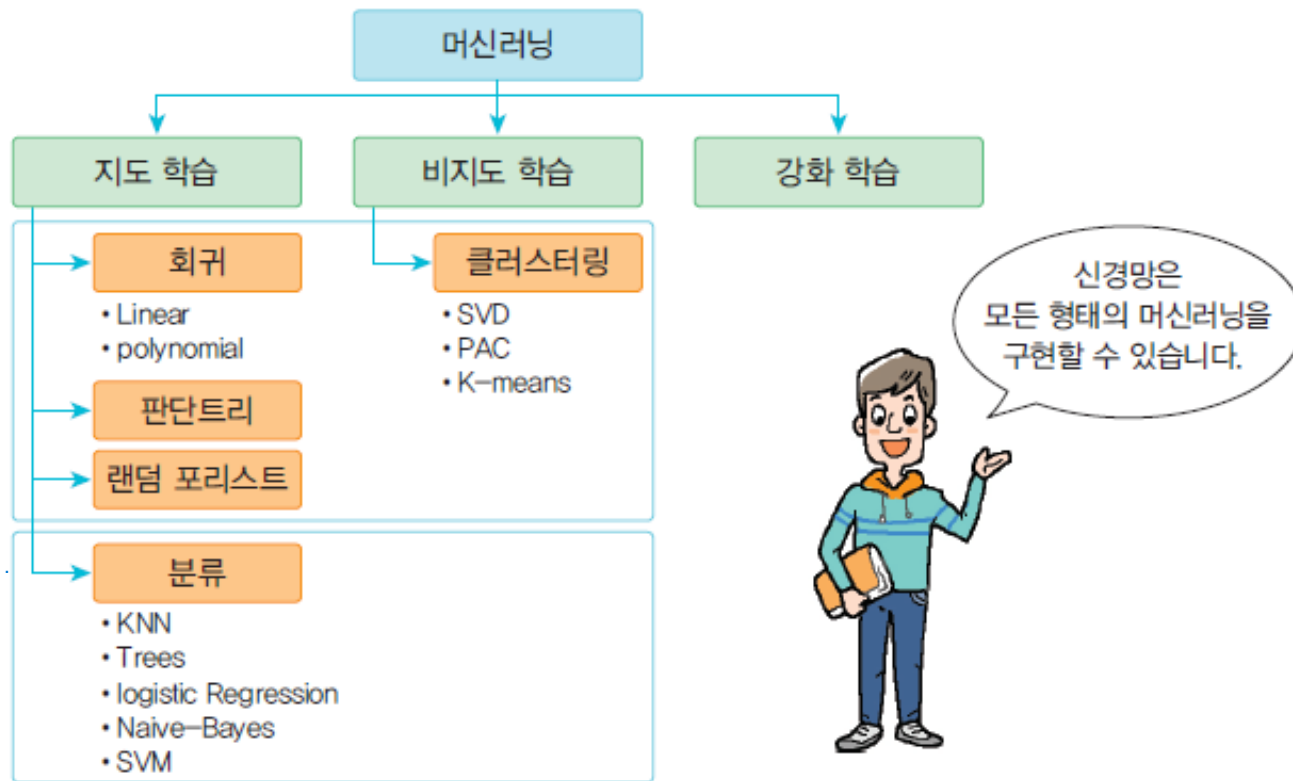 머신러닝
지도 학습
비지도 학습
강화 학습
회귀
• Linear
• polynomial
판단트리
랜덤 포리스트
클러스터링
• SVD
• PAC
• K-means
분류
• KNN
• Trees
• logistic Regression
• Naive-Bayes
• SVM
신경망은
모든 형태의 머신러닝을
구현할 수 있습니다.